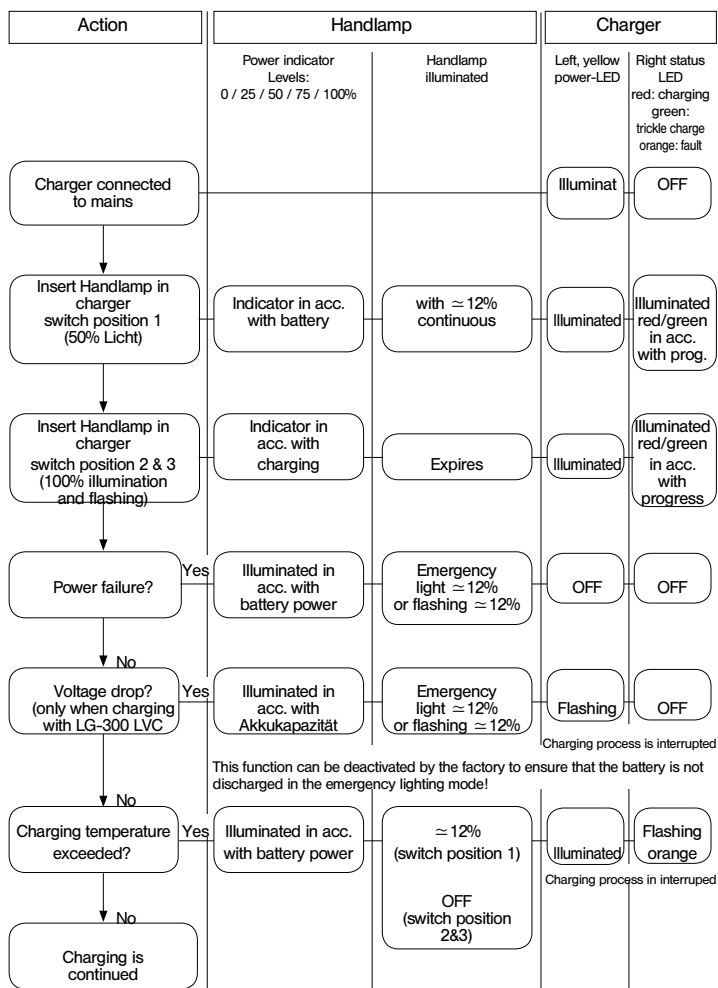 Action
Handlamp
Charger
Power indicator
Levels:
0 / 25 / 50 / 75 / 100%
Handlamp
illuminated
Left, yellow
power-LED
Right status
LED
red: charging
green:
trickle charge
orange: fault
Charger connected
to mains
Illuminat
OFF
Insert Handlamp in
charger
switch position 1
(50% Licht)
Indicator in acc.
with battery
with ≃ 12%
continuous
Illuminated
Illuminated
red/green
in acc.
with prog.
Insert Handlamp in
charger
switch position 2 & 3
(100% illumination
and flashing)
Indicator in
acc. with
charging
Expires
Illuminated
Illuminated
red/green
in acc.
with
progress
Power failure?
Yes
Illuminated in
acc. with
battery power
Emergency
light ≃ 12%
or flashing ≃ 12%
OFF
OFF
No
Voltage drop?
(only when charging
with LG-300 LVC
Yes
Illuminated in
acc. with
Akkukapazität
Emergency
light ≃ 12%
or flashing ≃ 12%
Flashing
OFF
Charging process is interrupted
This function can be deactivated by the factory to ensure that the battery is not
discharged in the emergency lighting mode!
No
Charging temperature
exceeded?
Yes
Illuminated in acc.
with battery power
≃ 12%
(switch position 1)
OFF
(switch position
2&3)
Illuminated
Flashing
orange
Charging process in interruped
No
Charging is
continued